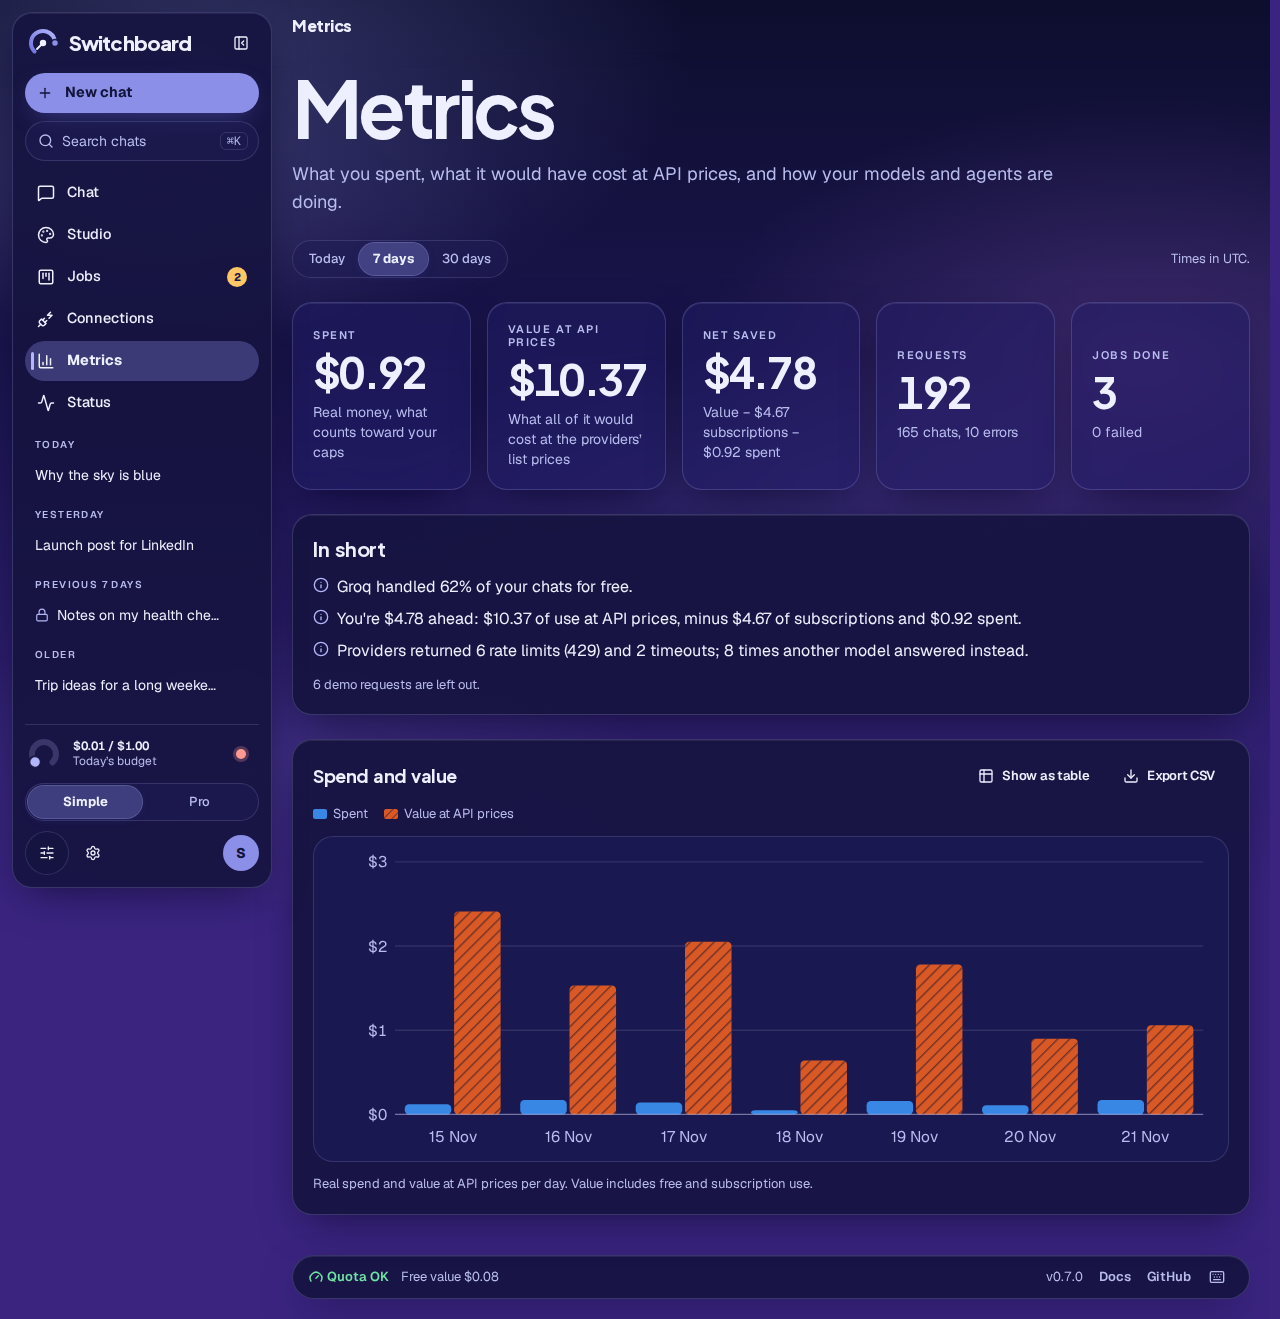 Switchboard
New chat
Search chats
⌘K
Chat
Studio
Jobs
2
Connections
Metrics
Status
TODAY
Why the sky is blue
YESTERDAY
Launch post for LinkedIn
PREVIOUS 7 DAYS
Notes on my health che…
OLDER
Trip ideas for a long weeke…
$0.01 / $1.00
Today's budget
Simple
Pro
S
Metrics
Metrics
What you spent, what it would have cost at API prices, and how your models and agents are
doing.
Today
7 days
30 days
Times in UTC.
SPENT
$0.92
Real money, what
counts toward your
caps
VALUE AT API
PRICES
$10.37
What all of it would
cost at the providers'
list prices
NET SAVED
$4.78
Value − $4.67
subscriptions −
$0.92 spent
REQUESTS
192
165 chats, 10 errors
JOBS DONE
3
0 failed
In short
Groq handled 62% of your chats for free.
You're $4.78 ahead: $10.37 of use at API prices, minus $4.67 of subscriptions and $0.92 spent.
Providers returned 6 rate limits (429) and 2 timeouts; 8 times another model answered instead.
6 demo requests are left out.
Spend and value
Show as table
Export CSV
Spent
Value at API prices
$3
$2
$1
$0
15 Nov
16 Nov
17 Nov
18 Nov
19 Nov
20 Nov
21 Nov
Real spend and value at API prices per day. Value includes free and subscription use.
Quota OK
Free value $0.08
v0.7.0
Docs
GitHub